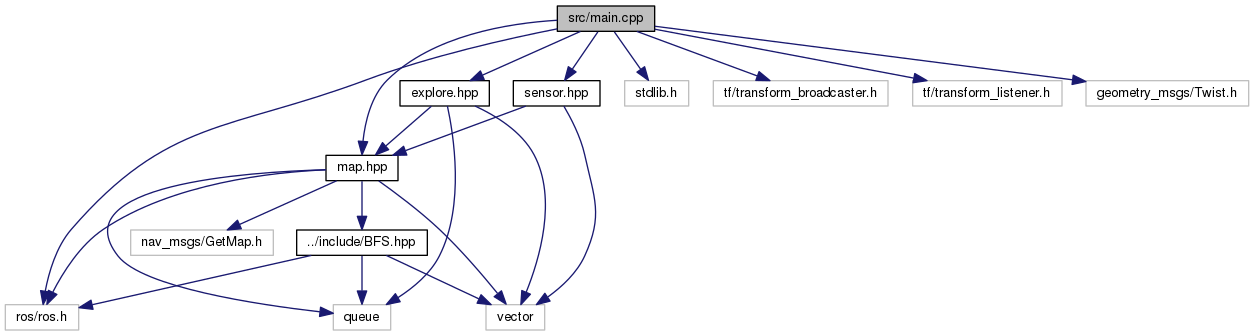 src/main.cpp
explore.hpp
sensor.hpp
stdlib.h
tf/transform_broadcaster.h
tf/transform_listener.h
geometry_msgs/Twist.h
map.hpp
nav_msgs/GetMap.h
../include/BFS.hpp
ros/ros.h
queue
vector